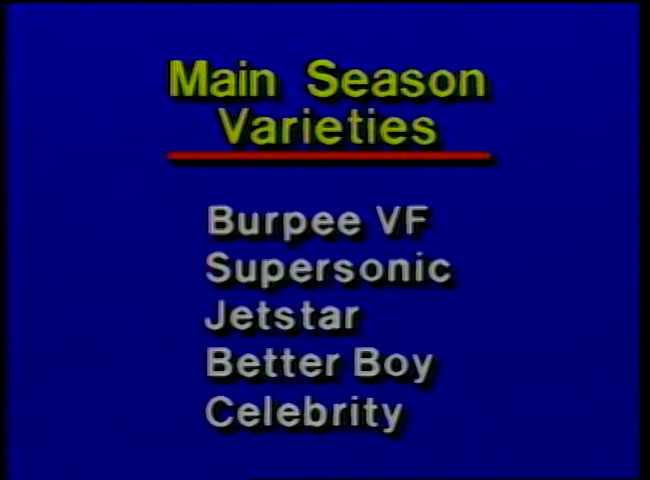 Main Season
Varieties
Burpee VF
Supersonic
Jetstar
Better Boy
Celebrity